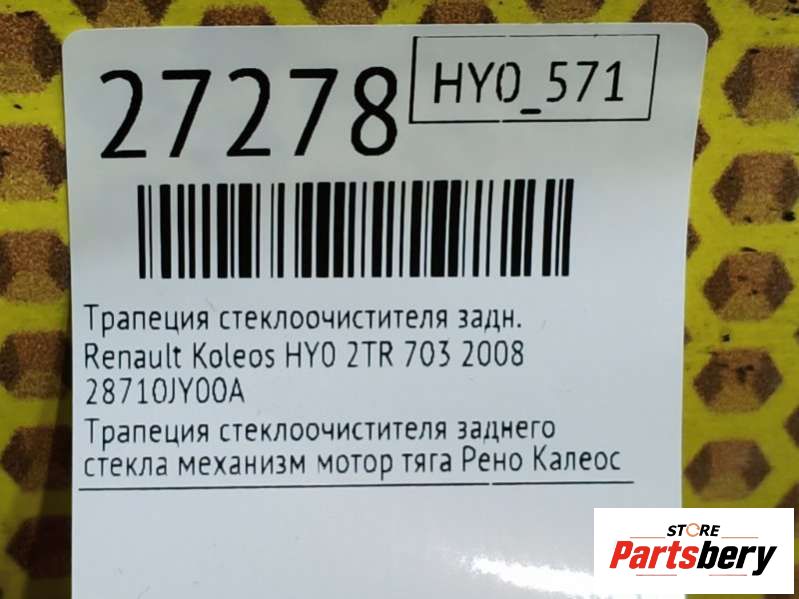 27278
HY0_571
Трапеция стеклоочистителя задн.
Renault Koleos HY0 2TR 703 2008
28710JY00A
Трапеция стеклоочистителя заднего
стекла механизм мотор тяга Рено Калеос
STORE
Partsbery